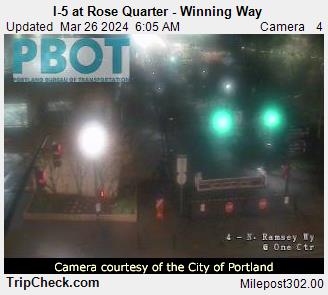 I-5 at Rose Quarter - Winning Way
Updated Mar 26 2024 6:05 AM Camera 4
PBOT
PORTLAND BUREAU OF TRANSPORTATION
4 - N. Ramsey Wy
@ One Ctr
Camera courtesy of the City of Portland
TripCheck.com Milepost302.00